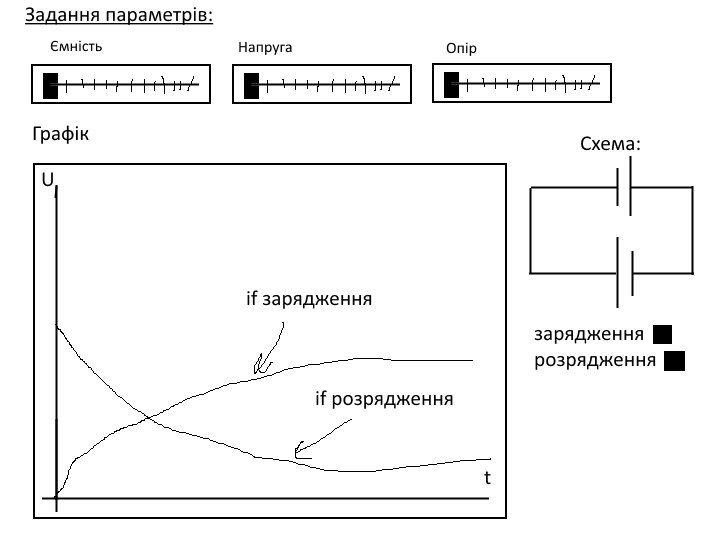 Задання параметрів:
Ємність
Напруга
Опір
Графік
Схема:
U
if зарядження
зарядження
розрядження
if розрядження
t